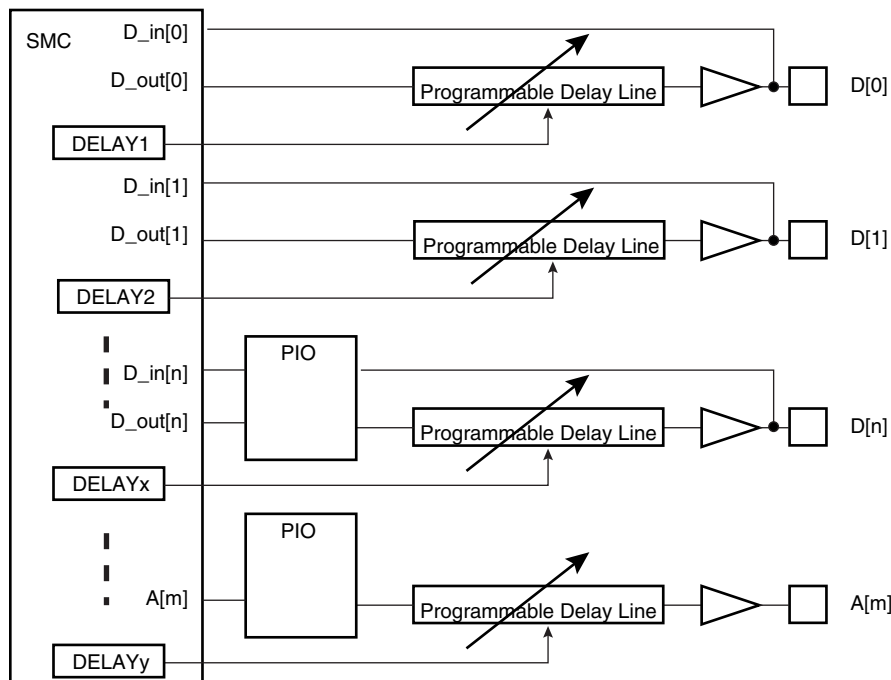 SMC
D_in[0]
D_out[0]
Programmable Delay Line
D[0]
DELAY1
D_in[1]
D_out[1]
Programmable Delay Line
D[1]
DELAY2
PIO
D_in[n]
D_out[n]
Programmable Delay Line
D[n]
DELAYx
PIO
A[m]
Programmable Delay Line
A[m]
DELAYy